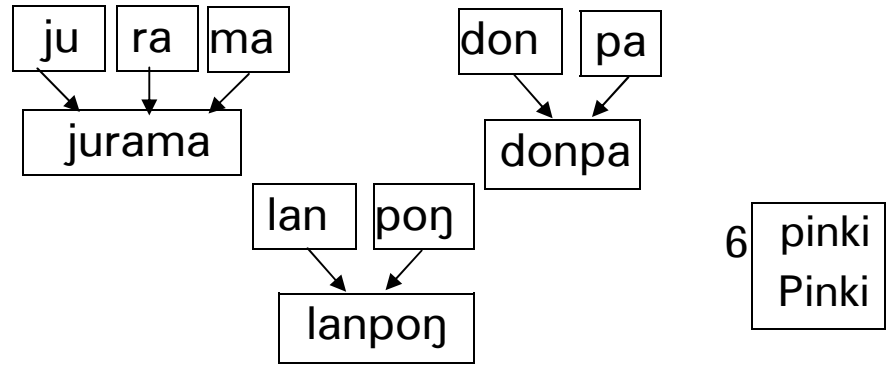 ju ra ma
jurama
don pa
donpa
lan poŋ
lanpoŋ
6 pinki
Pinki